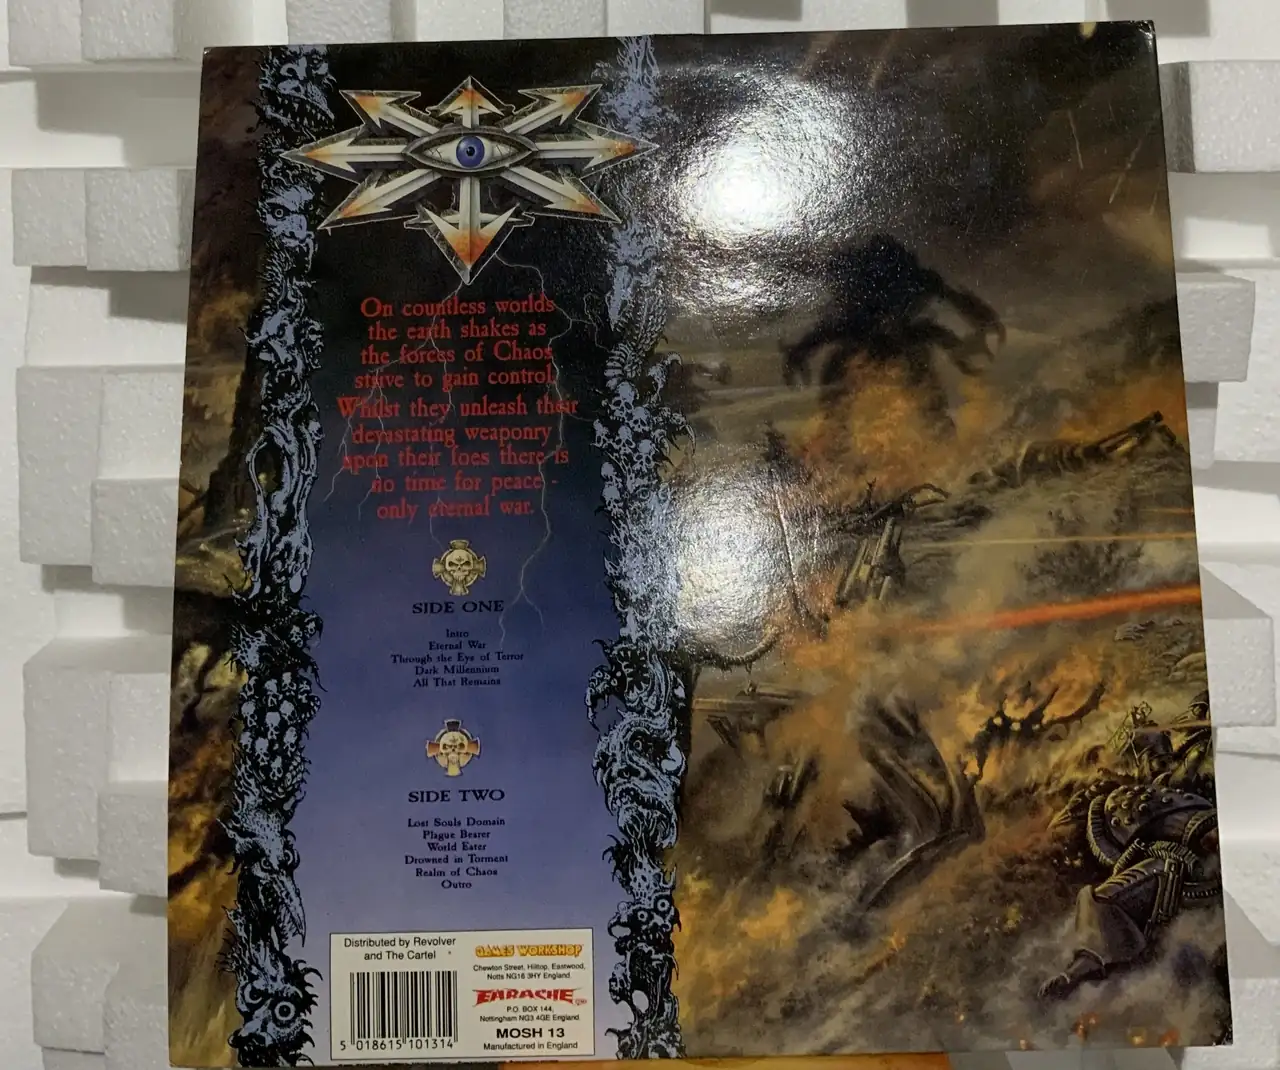 On countless worlds
the earth shakes as
the forces of Chaos
strive to gain control.
Whilst they unleash their
devastating weaponry
upon their foes there is
no time for peace -
only eternal war.
SIDE ONE
Intro
Eternal War
Through the Eye of Terror
Dark Millennium
All That Remains
SIDE TWO
Lost Souls Domain
Plague Bearer
World Eater
Drowned in Torment
Realm of Chaos
Outro
Distributed by Revolver
and The Cartel
GAMES WORKSHOP
Chewton Street, Hilltop, Eastwood,
Notts NG16 3HY England.
EARACHE
P.O. BOX 144,
Nottingham NG3 4GE England.
MOSH 13
Manufactured in England
5 018615 101314